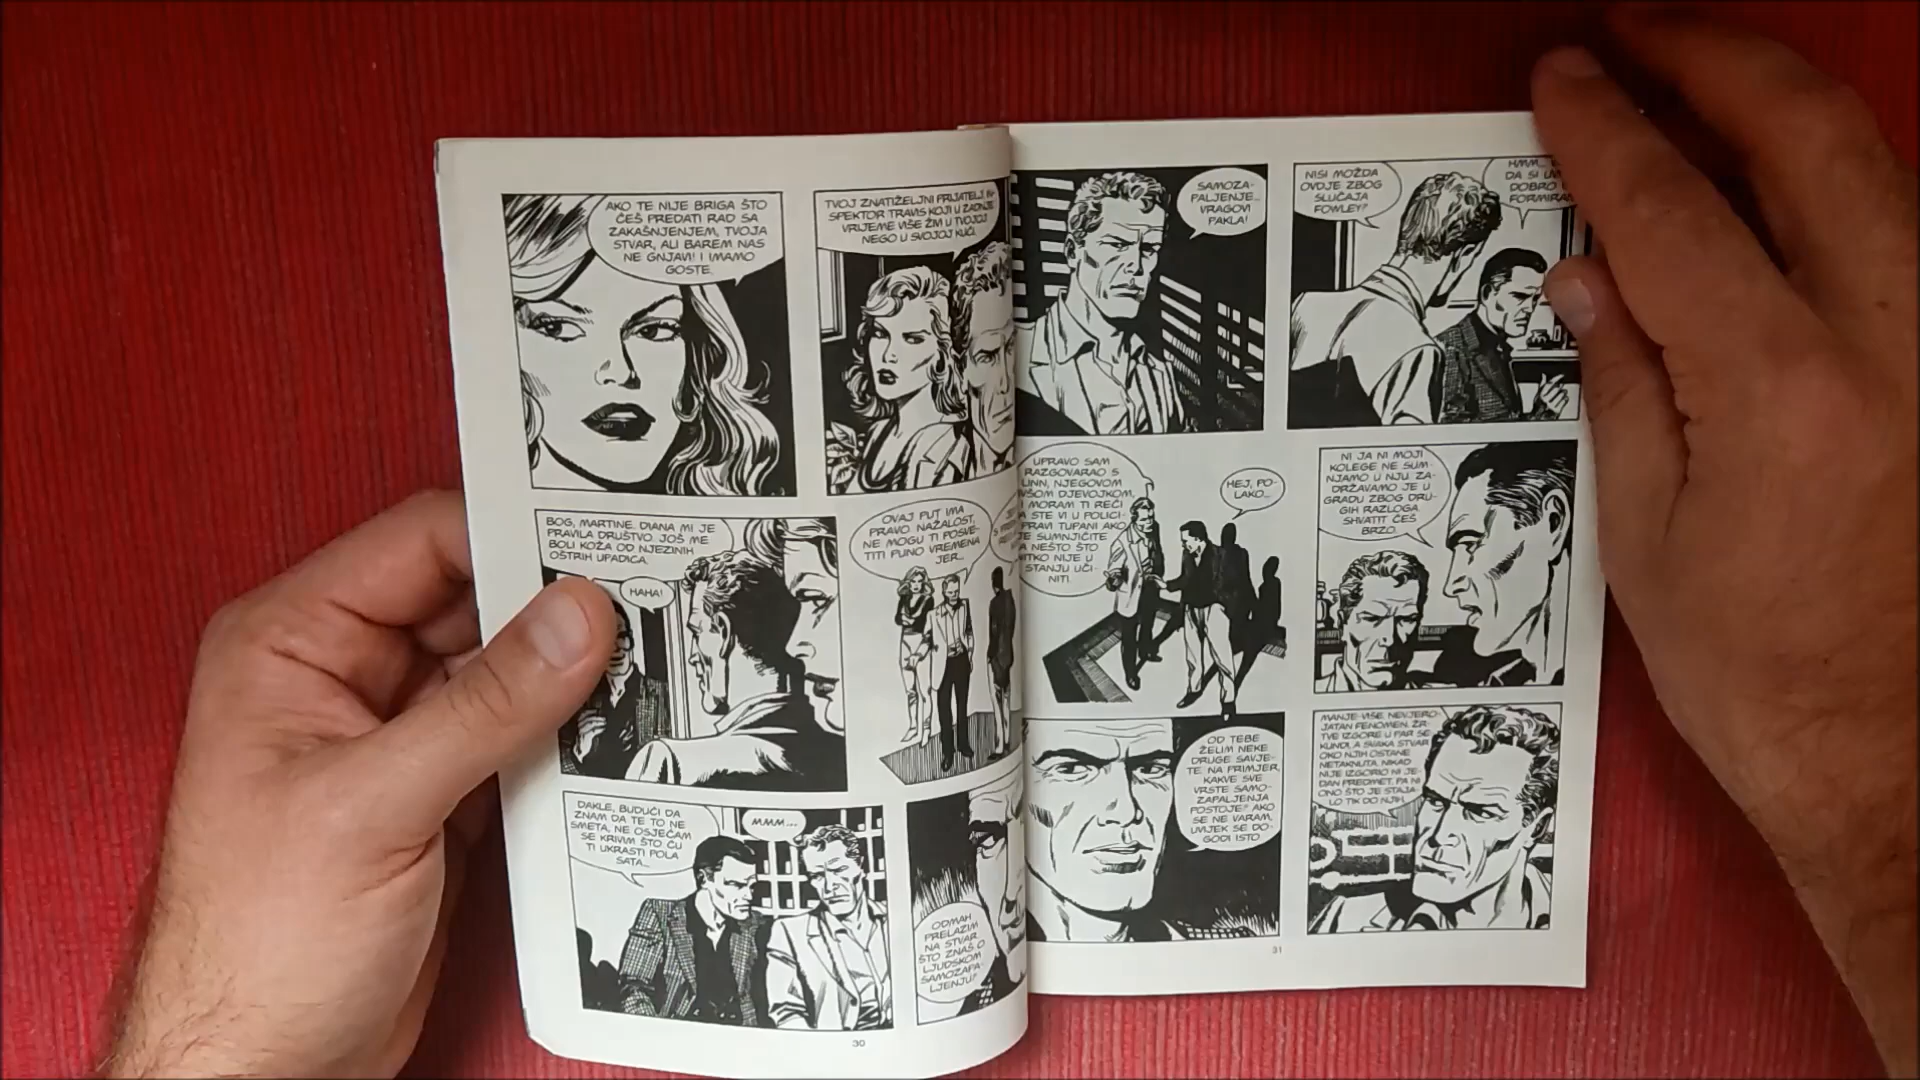 AKO TE NIJE BRIGA ŠTO
ĆEŠ PREDATI RAD SA
ZAKAŠNJENJEM, TVOJA
STVAR, ALI BAREM NAS
NE GNJAVI! I IMAMO
GOSTE.
TVOJ ZNATIŽELJNI PRIJATELJ IN-
SPEKTOR TRAVIS KOJI U ZADNJE
VRIJEME VIŠE ŽIVI U TVOJOJ
NEGO U SVOJOJ KUĆI.
BOG, MARTINE. DIANA MI JE
PRAVILA DRUŠTVO. JOŠ ME
BOLI KOŽA OD NJEZINIH
OŠTRIH UPADICA.
HAHA!
OVAJ PUT IMA
PRAVO. NAŽALOST,
NE MOGU TI POSVE-
TITI PUNO VREMENA
JER...
DAKLE, BUDUĆI DA
ZNAM DA TE TO NE
SMETA, NE OSJEĆAM
SE KRIVIM ŠTO ĆU
TI UKRASTI POLA
SATA...
MMM...
ODMAH
PRELAZIM
NA STVAR.
ŠTO ZNAŠ O
LJUDSKOM
SAMOZAPA-
LJENJU?
30
SAMOZA-
PALJENJE...
VRAGOVI
PAKLA!
NISI MOŽDA
OVDJE ZBOG
SLUČAJA
FOWLEY?
HMM...
DA SI
DOBRO
UPRAVO SAM
RAZGOVARAO S
LINN, NJEGOVOM
DJEVOJKOM,
I MORAM TI REĆI
STE VI U POLICI-
PRAVI TUPANI AKO
SUMNJIČITE
NEŠTO ŠTO
NITKO NIJE U
STANJU UČI-
NITI.
HEJ, PO-
LAKO...
NI JA NI MOJI
KOLEGE NE SUM-
NJAMO U NJU. ZA-
DRŽAVAMO JE U
GRADU ZBOG DRU-
GIH RAZLOGA.
SHVATIT ĆEŠ
BRZO.
OD TEBE
ŽELIM NEKE
DRUGE SAVJE-
TE. NA PRIMJER,
KAKVE SVE
VRSTE SAMO-
ZAPALJENJA
POSTOJE? AKO
SE NE VARAM,
UVIJEK SE DO-
GODI ISTO.
MANJE-VIŠE. NEVJERO-
JATAN FENOMEN. ŽR-
TVE IZGORE U PAR SE-
KUNDI, A SVAKA STVAR
OKO NJIH OSTANE
NETAKNUTA. NIKAD
NIJE IZGORIO NI JE-
DAN PREDMET, PA NI
ONO ŠTO JE STAJA-
LO TIK DO NJIH.
31